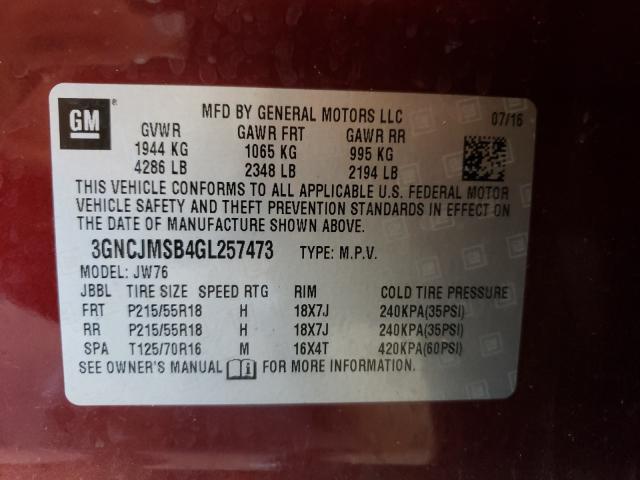 GM ®
MFD BY GENERAL MOTORS LLC 07/16
GVWR GAWR FRT GAWR RR
1944 KG 1065 KG 995 KG
4286 LB 2348 LB 2194 LB
THIS VEHICLE CONFORMS TO ALL APPLICABLE U.S. FEDERAL MOTOR
VEHICLE SAFETY AND THEFT PREVENTION STANDARDS IN EFFECT ON
THE DATE OF MANUFACTURE SHOWN ABOVE.
3GNCJMSB4GL257473 TYPE: M.P.V.
MODEL: JW76
JBBL TIRE SIZE SPEED RTG RIM COLD TIRE PRESSURE
FRT P215/55R18 H 18X7J 240KPA(35PSI)
RR P215/55R18 H 18X7J 240KPA(35PSI)
SPA T125/70R16 M 16X4T 420KPA(60PSI)
SEE OWNER'S MANUAL FOR MORE INFORMATION.